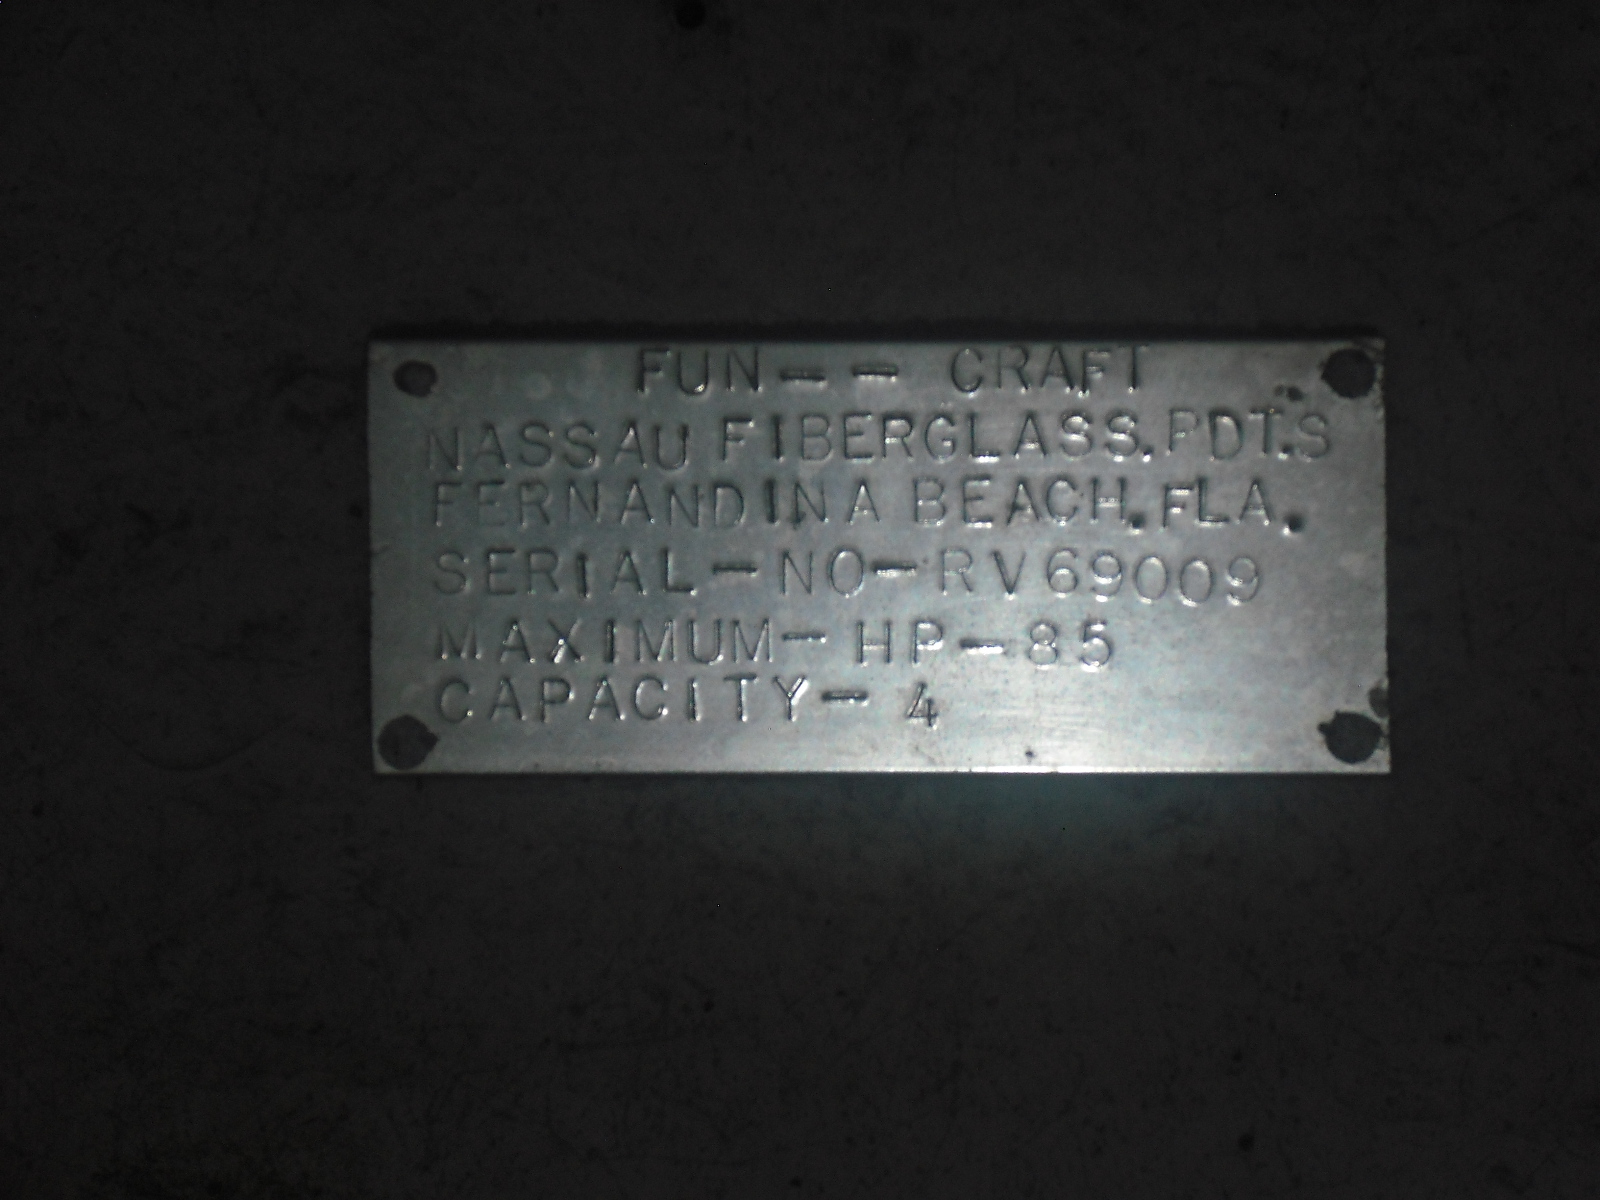 FUN-- CRAFT
NASSAU FIBERGLASS. PDT.S
FERNANDINA BEACH. FLA.
SERIAL-NO-RV69009
MAXIMUM-HP-85
CAPACITY-4